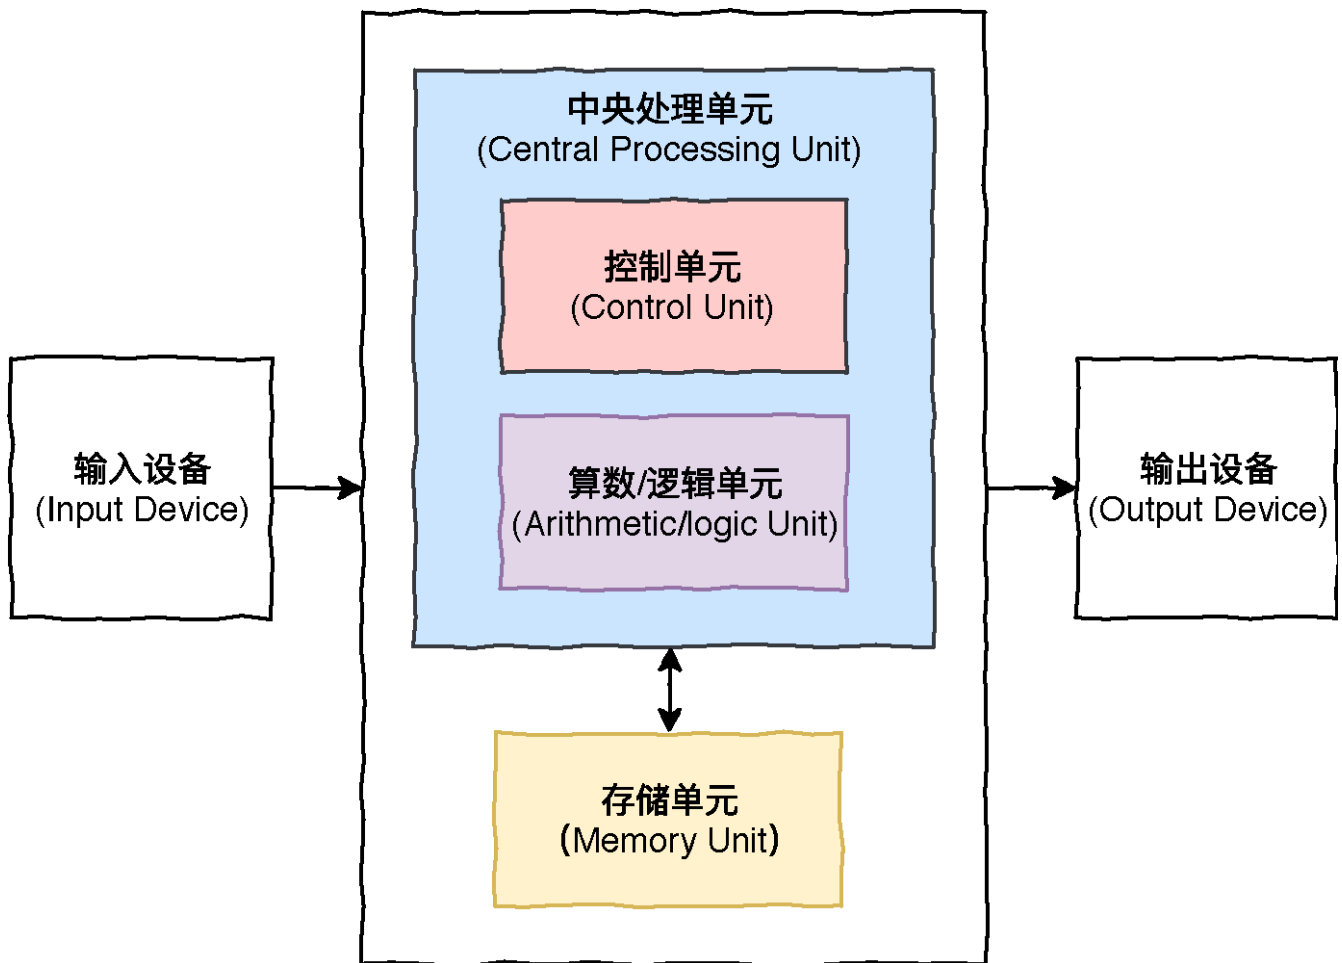 中央处理单元
(Central Processing Unit)
控制单元
(Control Unit)
输入设备
(Input Device)
算数/逻辑单元
(Arithmetic/logic Unit)
输出设备
(Output Device)
存储单元
(Memory Unit)